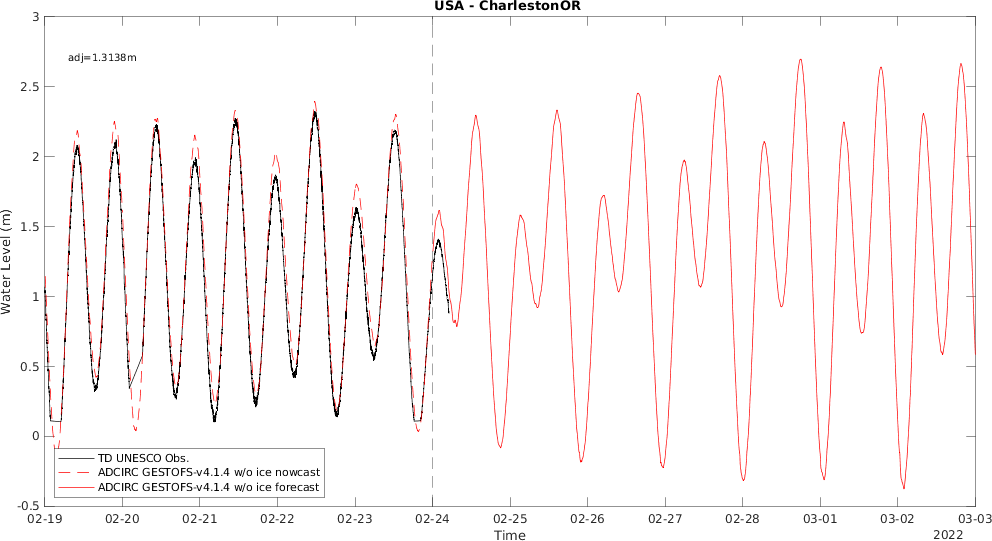 USA - CharlestonOR
adj=1.3138m
Water Level (m)
3
2.5
2
1.5
1
0.5
0
-0.5
TD UNESCO Obs.
ADCIRC GESTOFS-v4.1.4 w/o ice nowcast
ADCIRC GESTOFS-v4.1.4 w/o ice forecast
02-19 02-20 02-21 02-22 02-23 02-24 02-25 02-26 02-27 02-28 03-01 03-02 03-03
Time
2022